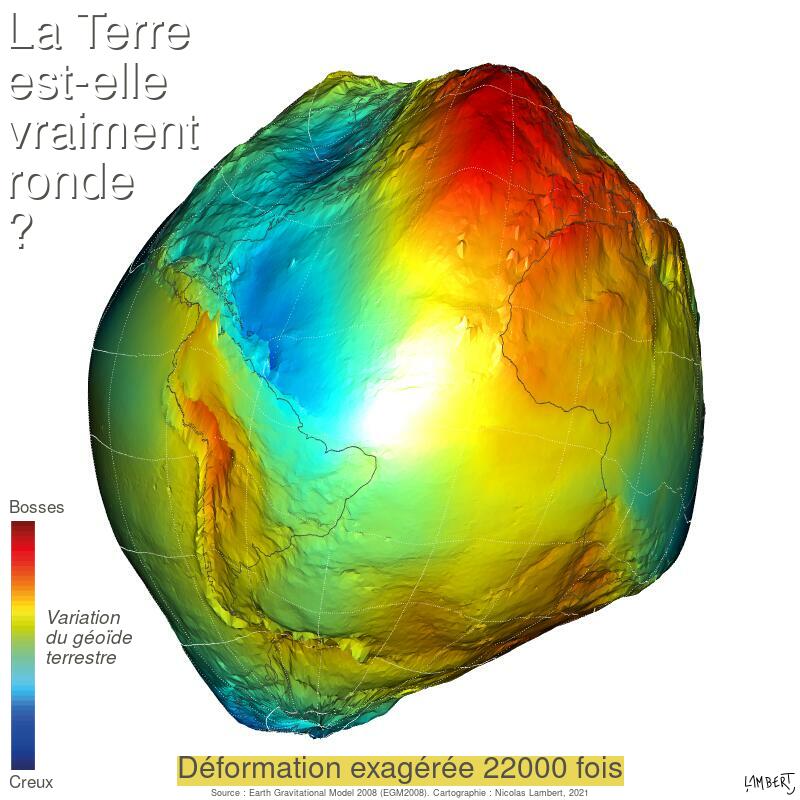 La Terre
est-elle
vraiment
ronde
?
Bosses
Variation
du géoïde
terrestre
Creux
Déformation exagérée 22000 fois
Source : Earth Gravitational Model 2008 (EGM2008). Cartographie : Nicolas Lambert, 2021
LAMBERT